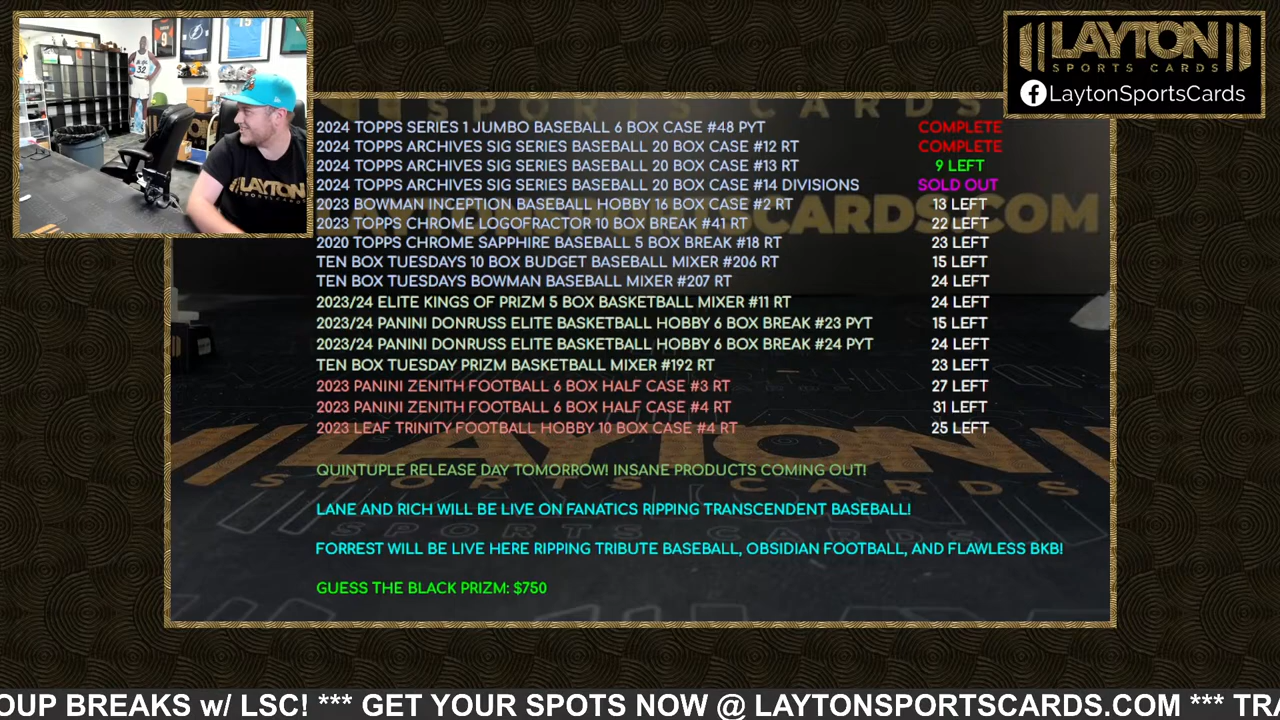 LAYTON
SPORTS CARDS
LaytonSportsCards
SPORTS CARDS
2024 TOPPS SERIES 1 JUMBO BASEBALL 6 BOX CASE #48 PYT COMPLETE
2024 TOPPS ARCHIVES SIG SERIES BASEBALL 20 BOX CASE #12 RT COMPLETE
2024 TOPPS ARCHIVES SIG SERIES BASEBALL 20 BOX CASE #13 RT 9 LEFT
2024 TOPPS ARCHIVES SIG SERIES BASEBALL 20 BOX CASE #14 DIVISIONS SOLD OUT
2023 BOWMAN INCEPTION BASEBALL HOBBY 16 BOX CASE #2 RT 13 LEFT
2023 TOPPS CHROME LOGOFRACTOR 10 BOX BREAK #41 RT 22 LEFT
2020 TOPPS CHROME SAPPHIRE BASEBALL 5 BOX BREAK #18 RT 23 LEFT
TEN BOX TUESDAYS 10 BOX BUDGET BASEBALL MIXER #206 RT 15 LEFT
TEN BOX TUESDAYS BOWMAN BASEBALL MIXER #207 RT 24 LEFT
2023/24 ELITE KINGS OF PRIZM 5 BOX BASKETBALL MIXER #11 RT 24 LEFT
2023/24 PANINI DONRUSS ELITE BASKETBALL HOBBY 6 BOX BREAK #23 PYT 15 LEFT
2023/24 PANINI DONRUSS ELITE BASKETBALL HOBBY 6 BOX BREAK #24 PYT 24 LEFT
TEN BOX TUESDAY PRIZM BASKETBALL MIXER #192 RT 23 LEFT
2023 PANINI ZENITH FOOTBALL 6 BOX HALF CASE #3 RT 27 LEFT
2023 PANINI ZENITH FOOTBALL 6 BOX HALF CASE #4 RT 31 LEFT
2023 LEAF TRINITY FOOTBALL HOBBY 10 BOX CASE #4 RT 25 LEFT
LAYTON
SPORTS CARDS
QUINTUPLE RELEASE DAY TOMORROW! INSANE PRODUCTS COMING OUT!
LANE AND RICH WILL BE LIVE ON FANATICS RIPPING TRANSCENDENT BASEBALL!
FORREST WILL BE LIVE HERE RIPPING TRIBUTE BASEBALL, OBSIDIAN FOOTBALL, AND FLAWLESS BKB!
GUESS THE BLACK PRIZM: $750
OUP BREAKS w/ LSC! *** GET YOUR SPOTS NOW @ LAYTONSPORTSCARDS.COM *** TRA